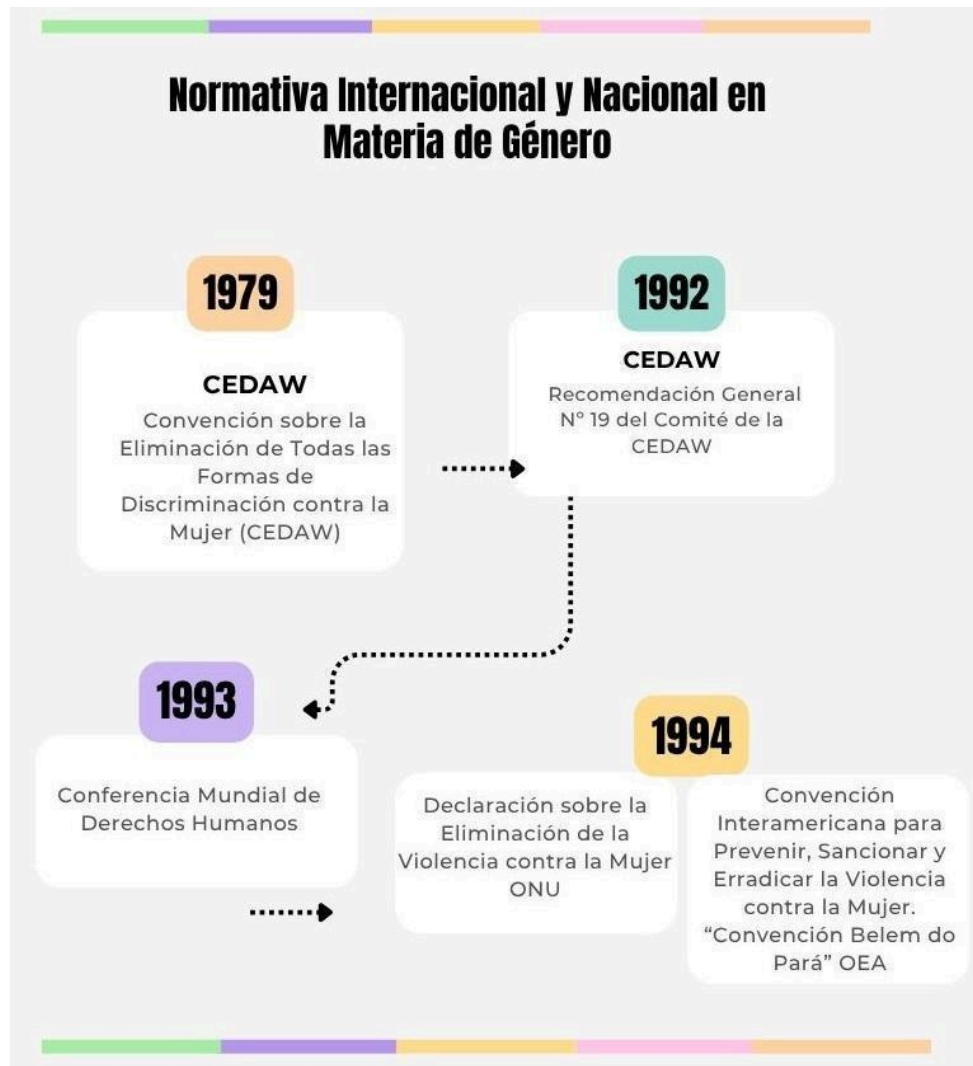 Normativa Internacional y Nacional en
Materia de Género
1979
CEDAW
Convención sobre la
Eliminación de Todas las
Formas de
Discriminación contra la
Mujer (CEDAW)
1992
CEDAW
Recomendación General
Nº 19 del Comité de la
CEDAW
1993
Conferencia Mundial de
Derechos Humanos
1994
Declaración sobre la
Eliminación de la
Violencia contra la Mujer
ONU
Convención
Interamericana para
Prevenir, Sancionar y
Erradicar la Violencia
contra la Mujer.
“Convención Belem do
Pará” OEA